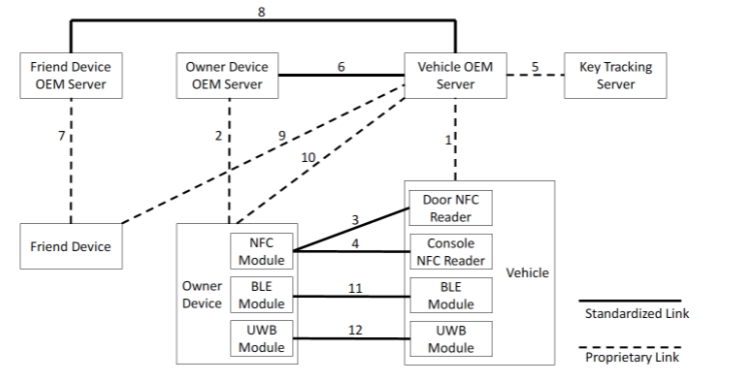 8
Friend Device
OEM Server
Owner Device
OEM Server
6
Vehicle OEM
Server
5
Key Tracking
Server
7
2
9
10
1
Friend Device
Owner
Device
NFC
Module
BLE
Module
UWB
Module
3
4
11
12
Door NFC
Reader
Console
NFC Reader
BLE
Module
UWB
Module
Vehicle
Standardized Link
Proprietary Link